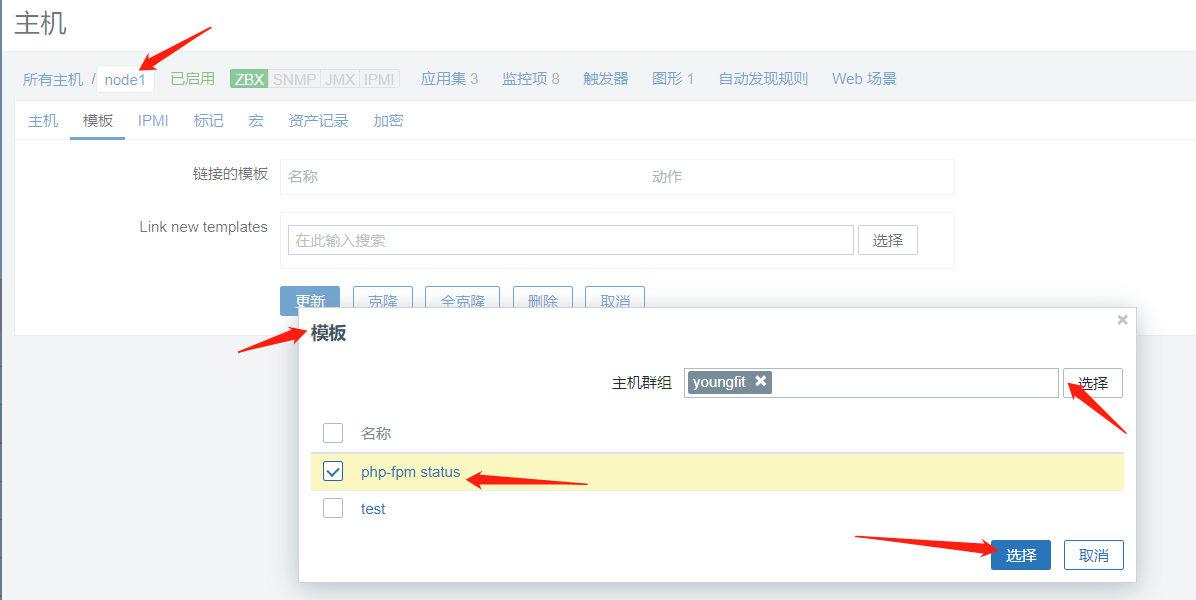 主机
所有主机 / node1 已启用 ZBX SNMP JMX IPMI 应用集 3 监控项 8 触发器 图形 1 自动发现规则 Web 场景
主机 模板 IPMI 标记 宏 资产记录 加密
链接的模板 名称 动作
Link new templates
在此输入搜索 选择
更新 克隆 全克隆 删除 取消
模板
主机群组 youngfit 选择
名称
php-fpm status
test
选择 取消